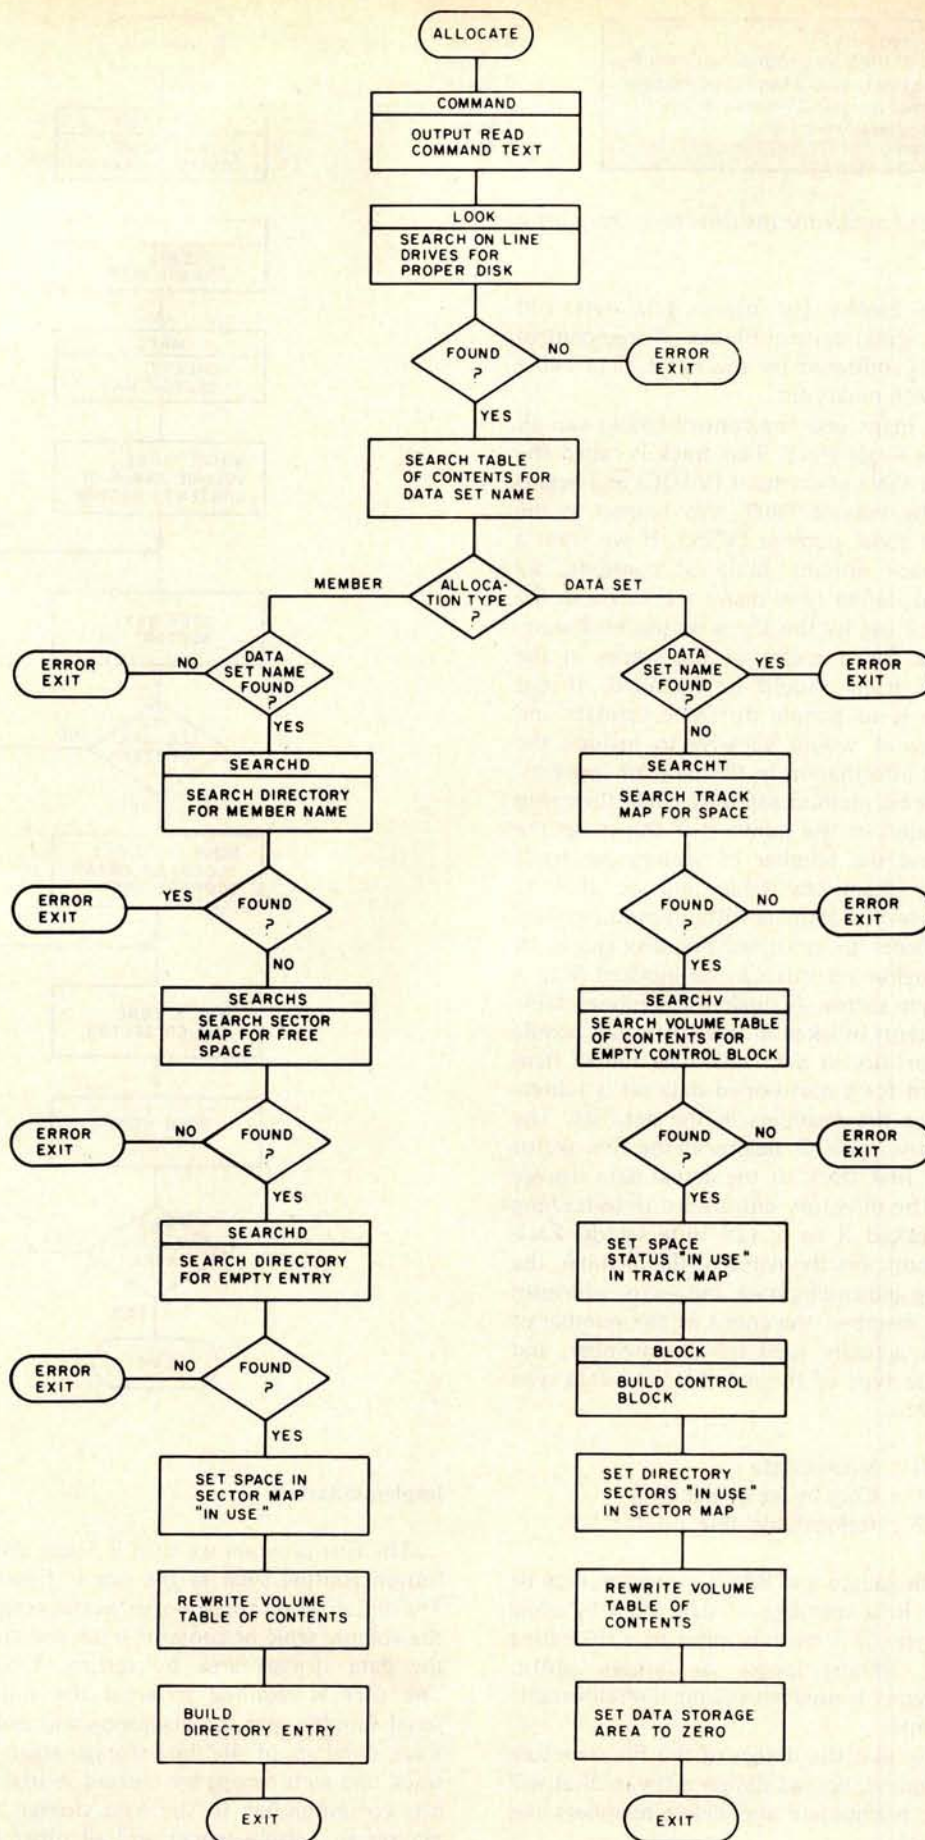 ALLOCATE
COMMAND
OUTPUT READ
COMMAND TEXT
LOOK
SEARCH ON LINE
DRIVES FOR
PROPER DISK
FOUND
?
NO
ERROR
EXIT
YES
SEARCH TABLE
OF CONTENTS FOR
DATA SET NAME
MEMBER
ALLOCA-
TION TYPE
?
DATA SET
ERROR
EXIT
NO
DATA
SET NAME
FOUND
?
YES
SEARCHD
SEARCH DIRECTORY
FOR MEMBER NAME
ERROR
EXIT
YES
FOUND
?
NO
SEARCHS
SEARCH SECTOR
MAP FOR FREE
SPACE
ERROR
EXIT
NO
FOUND
?
YES
SEARCHD
SEARCH DIRECTORY
FOR EMPTY ENTRY
ERROR
EXIT
NO
FOUND
?
YES
SET SPACE IN
SECTOR MAP
"IN USE"
REWRITE VOLUME
TABLE OF CONTENTS
BUILD
DIRECTORY ENTRY
EXIT
DATA
SET NAME
FOUND
?
YES
ERROR
EXIT
NO
SEARCHT
SEARCH TRACK
MAP FOR SPACE
FOUND
?
NO
ERROR
EXIT
YES
SEARCHV
SEARCH VOLUME TABLE
OF CONTENTS FOR
EMPTY CONTROL BLOCK
FOUND
?
NO
ERROR
EXIT
YES
SET SPACE
STATUS "IN USE"
IN TRACK MAP
BLOCK
BUILD CONTROL
BLOCK
SET DIRECTORY
SECTORS "IN USE"
IN SECTOR MAP
REWRITE VOLUME
TABLE OF
CONTENTS
SET DATA STORAGE
AREA TO ZERO
EXIT